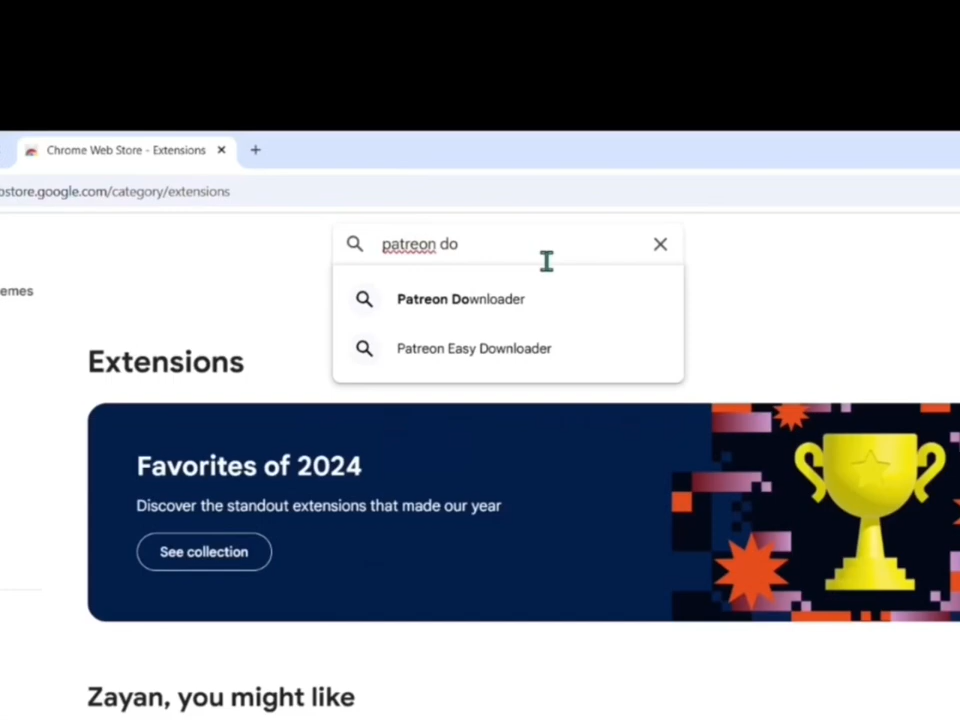 Chrome Web Store - Extensions
store.google.com/category/extensions
patreon do
emes
Patreon Downloader
Patreon Easy Downloader
Extensions
Favorites of 2024
Discover the standout extensions that made our year
See collection
Zayan, you might like